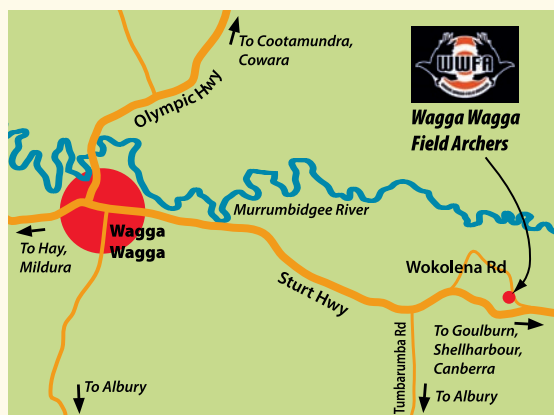 To Cootamundra,
Cowara
Olympic Hwy
WWFA
Wagga Wagga
Field Archers
Murrumbidgee River
Wagga
Wagga
To Hay,
Mildura
Sturt Hwy
Wokolena Rd
Tumbarumba Rd
To Goulburn,
Shellharbour,
Canberra
To Albury
To Albury